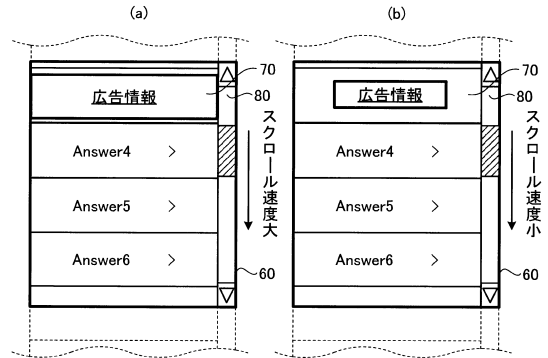 (a)
広告情報
70
80
Answer4 >
Answer5 >
Answer6 >
スクロール速度大
60
(b)
広告情報
70
80
Answer4 >
Answer5 >
Answer6 >
スクロール速度小
60